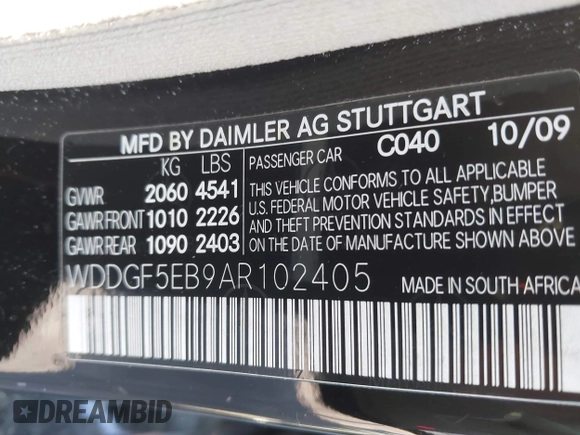 MFD BY DAIMLER AG STUTTGART
KG LBS PASSENGER CAR C040 10/09
GVWR 2060 4541
GAWR FRONT 1010 2226
GAWR REAR 1090 2403
THIS VEHICLE CONFORMS TO ALL APPLICABLE
U.S. FEDERAL MOTOR VEHICLE SAFETY,BUMPER
AND THEFT PREVENTION STANDARDS IN EFFECT
ON THE DATE OF MANUFACTURE SHOWN ABOVE
WDDGF5EB9AR102405 MADE IN SOUTH AFRICA
DREAMBID